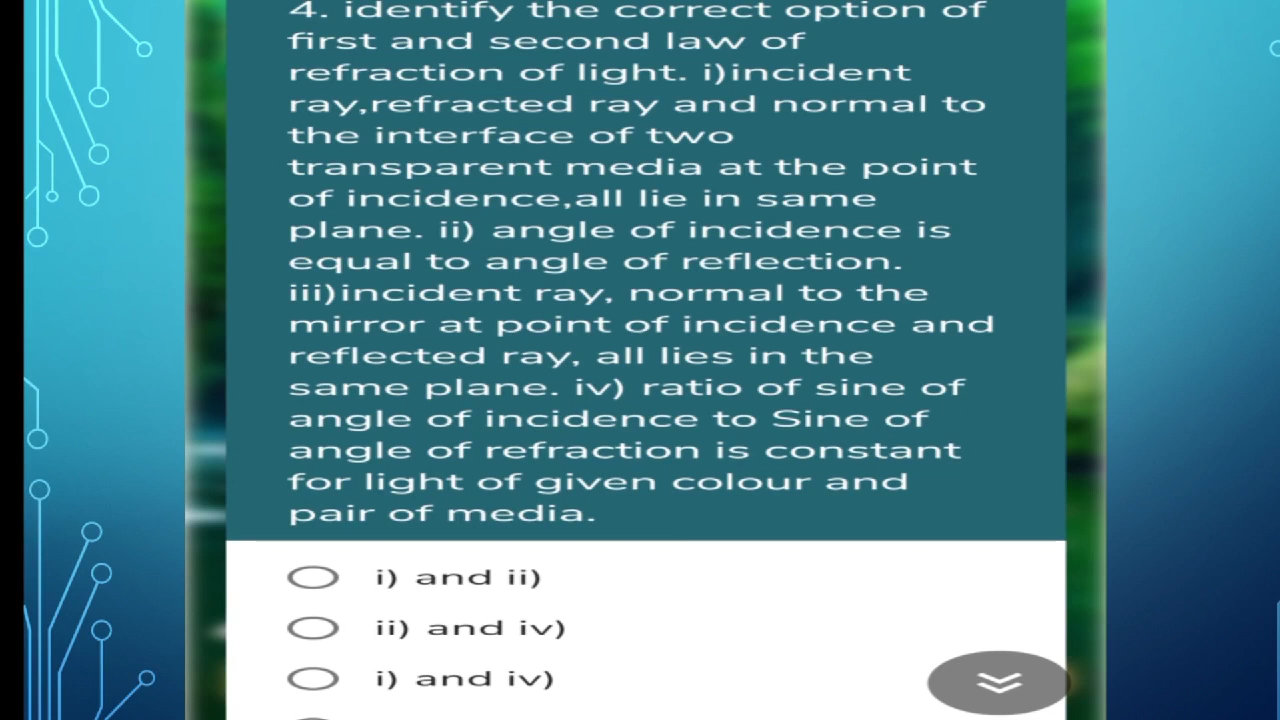 4. identify the correct option of
first and second law of
refraction of light. i)incident
ray,refracted ray and normal to
the interface of two
transparent media at the point
of incidence,all lie in same
plane. ii) angle of incidence is
equal to angle of reflection.
iii)incident ray, normal to the
mirror at point of incidence and
reflected ray, all lies in the
same plane. iv) ratio of sine of
angle of incidence to Sine of
angle of refraction is constant
for light of given colour and
pair of media.
i) and ii)
ii) and iv)
i) and iv)